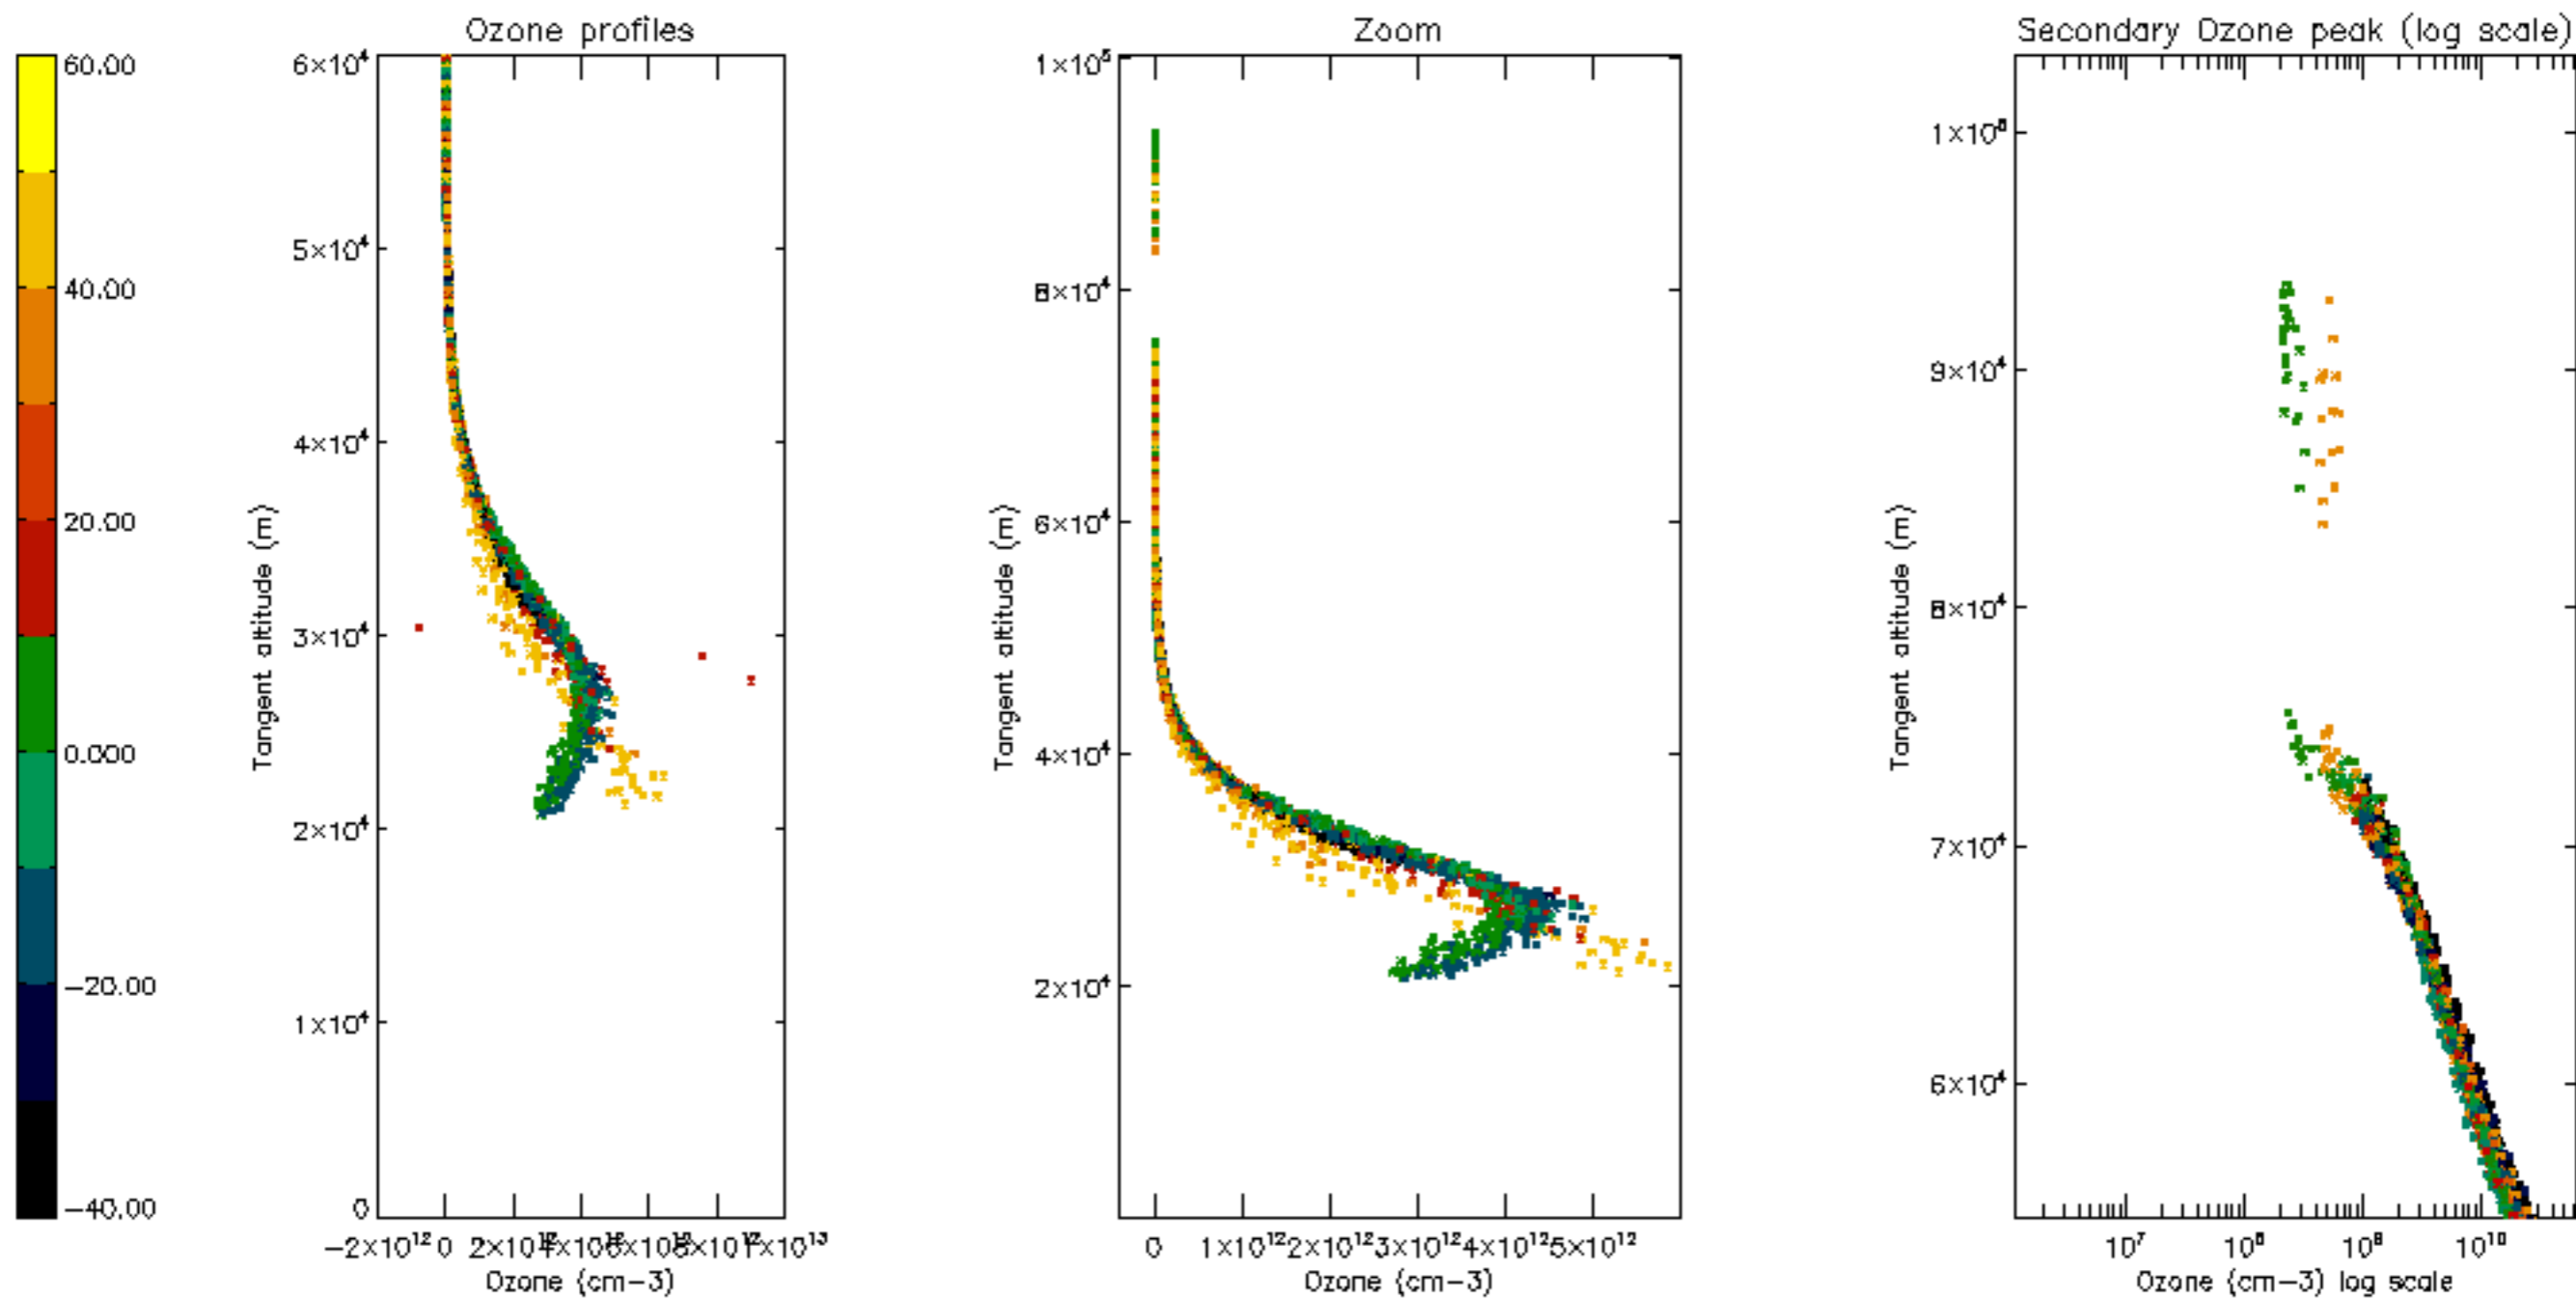 Ozone profiles
Zoom
Secondary Ozone peak (log scale)
60.00
40.00
20.00
0.000
−20.00
−40.00
6×10⁴
5×10⁴
4×10⁴
3×10⁴
2×10⁴
1×10⁴
0
Tangent altitude (m)
−2×10¹² 0 2×10¹²
×10¹³
Ozone (cm−3)
1×10⁵
8×10⁴
6×10⁴
4×10⁴
2×10⁴
Tangent altitude (m)
0 1×10¹² 2×10¹² 3×10¹² 4×10¹² 5×10¹²
Ozone (cm−3)
9×10⁴
8×10⁴
7×10⁴
6×10⁴
Tangent altitude (m)
10⁷ 10⁸ 10⁹ 10¹⁰
Ozone (cm−3) log scale